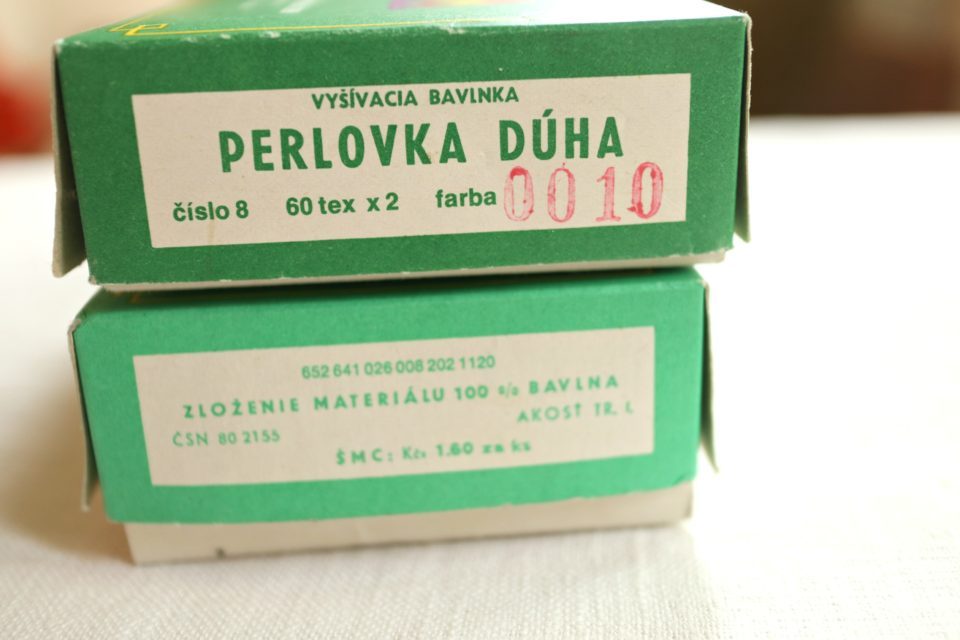 VYŠÍVACIA BAVLNKA
PERLOVKA DÚHA
číslo 8 60 tex x 2 farba 0010
652 641 026 008 202 1120
ZLOŽENIE MATERIÁLU 100 % BAVLNA
ČSN 80 2155 AKOSŤ TR. I.
ŠMC: Kčs 1.60 za ks